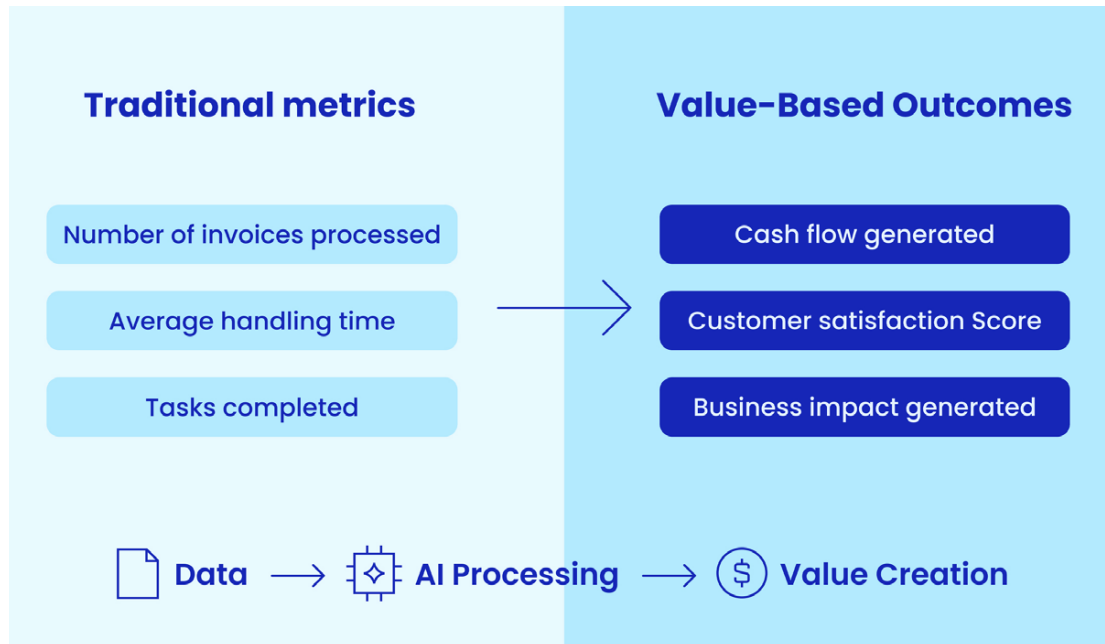 Traditional metrics
Number of invoices processed
Average handling time
Tasks completed
Value-Based Outcomes
Cash flow generated
Customer satisfaction Score
Business impact generated
Data
AI Processing
$
Value Creation